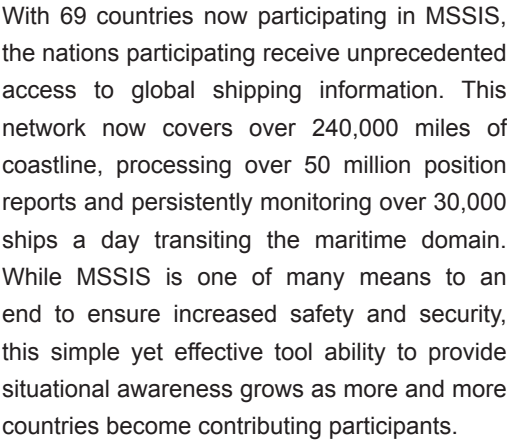 With 69 countries now participating in MSSIS,
the nations participating receive unprecedented
access to global shipping information. This
network now covers over 240,000 miles of
coastline, processing over 50 million position
reports and persistently monitoring over 30,000
ships a day transiting the maritime domain.
While MSSIS is one of many means to an
end to ensure increased safety and security,
this simple yet effective tool ability to provide
situational awareness grows as more and more
countries become contributing participants.